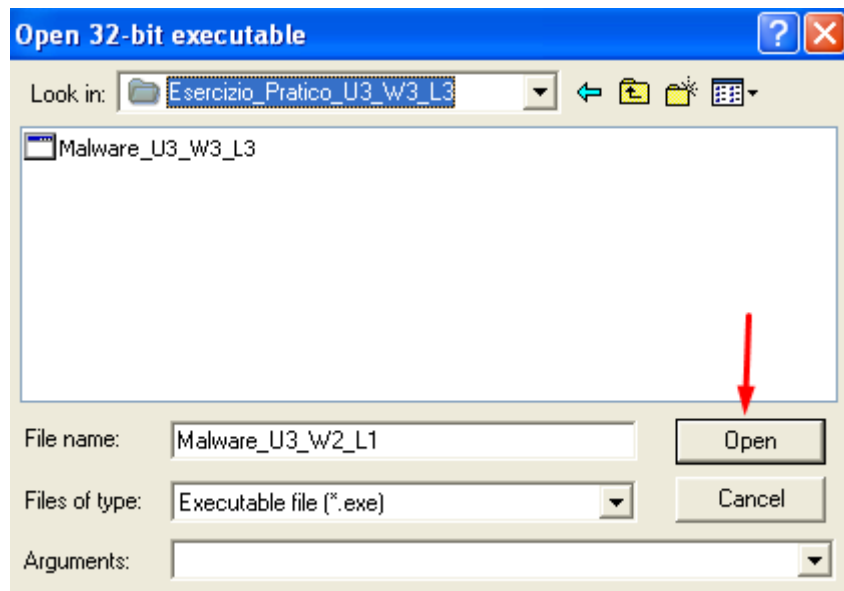 Open 32-bit executable
Look in: Esercizio_Pratico_U3_W3_L3
Malware_U3_W3_L3
File name: Malware_U3_W2_L1 Open
Files of type: Executable file (*.exe) Cancel
Arguments: